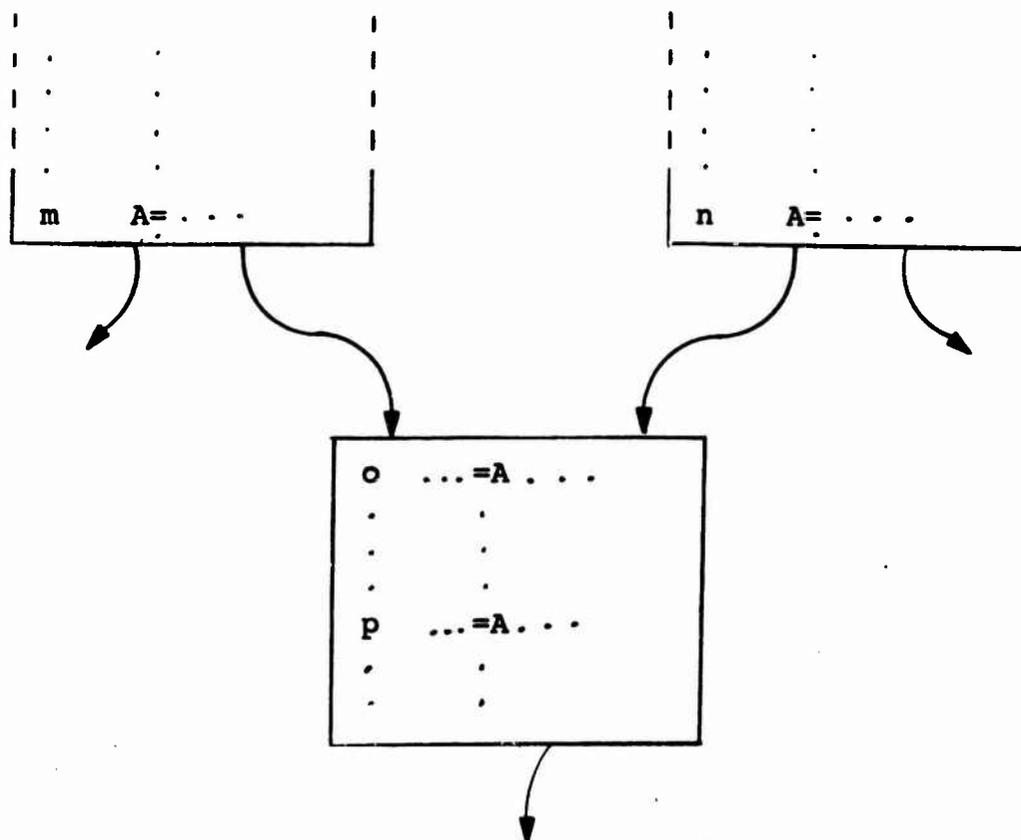 m A= . . .
n A= . . .
o ...=A . . .
p ...=A . . .